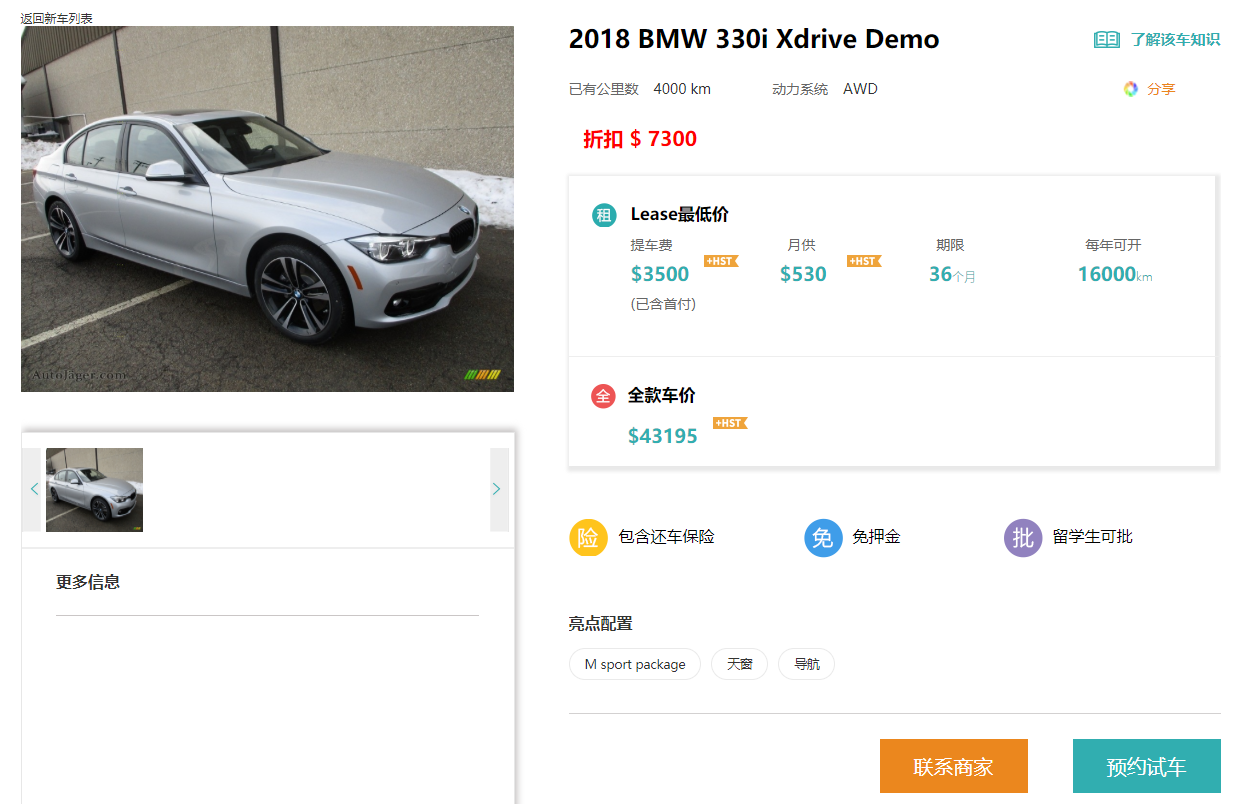 返回新车列表
AutoJager.com
更多信息
2018 BMW 330i Xdrive Demo
了解该车知识
已有公里数 4000 km 动力系统 AWD
分享
折扣 $ 7300
租 Lease最低价
提车费 月供 期限 每年可开
$3500 +HST $530 +HST 36个月 16000km
(已含首付)
全 全款车价
$43195 +HST
险 包含还车保险 免 免押金 批 留学生可批
亮点配置
M sport package 天窗 导航
联系商家 预约试车